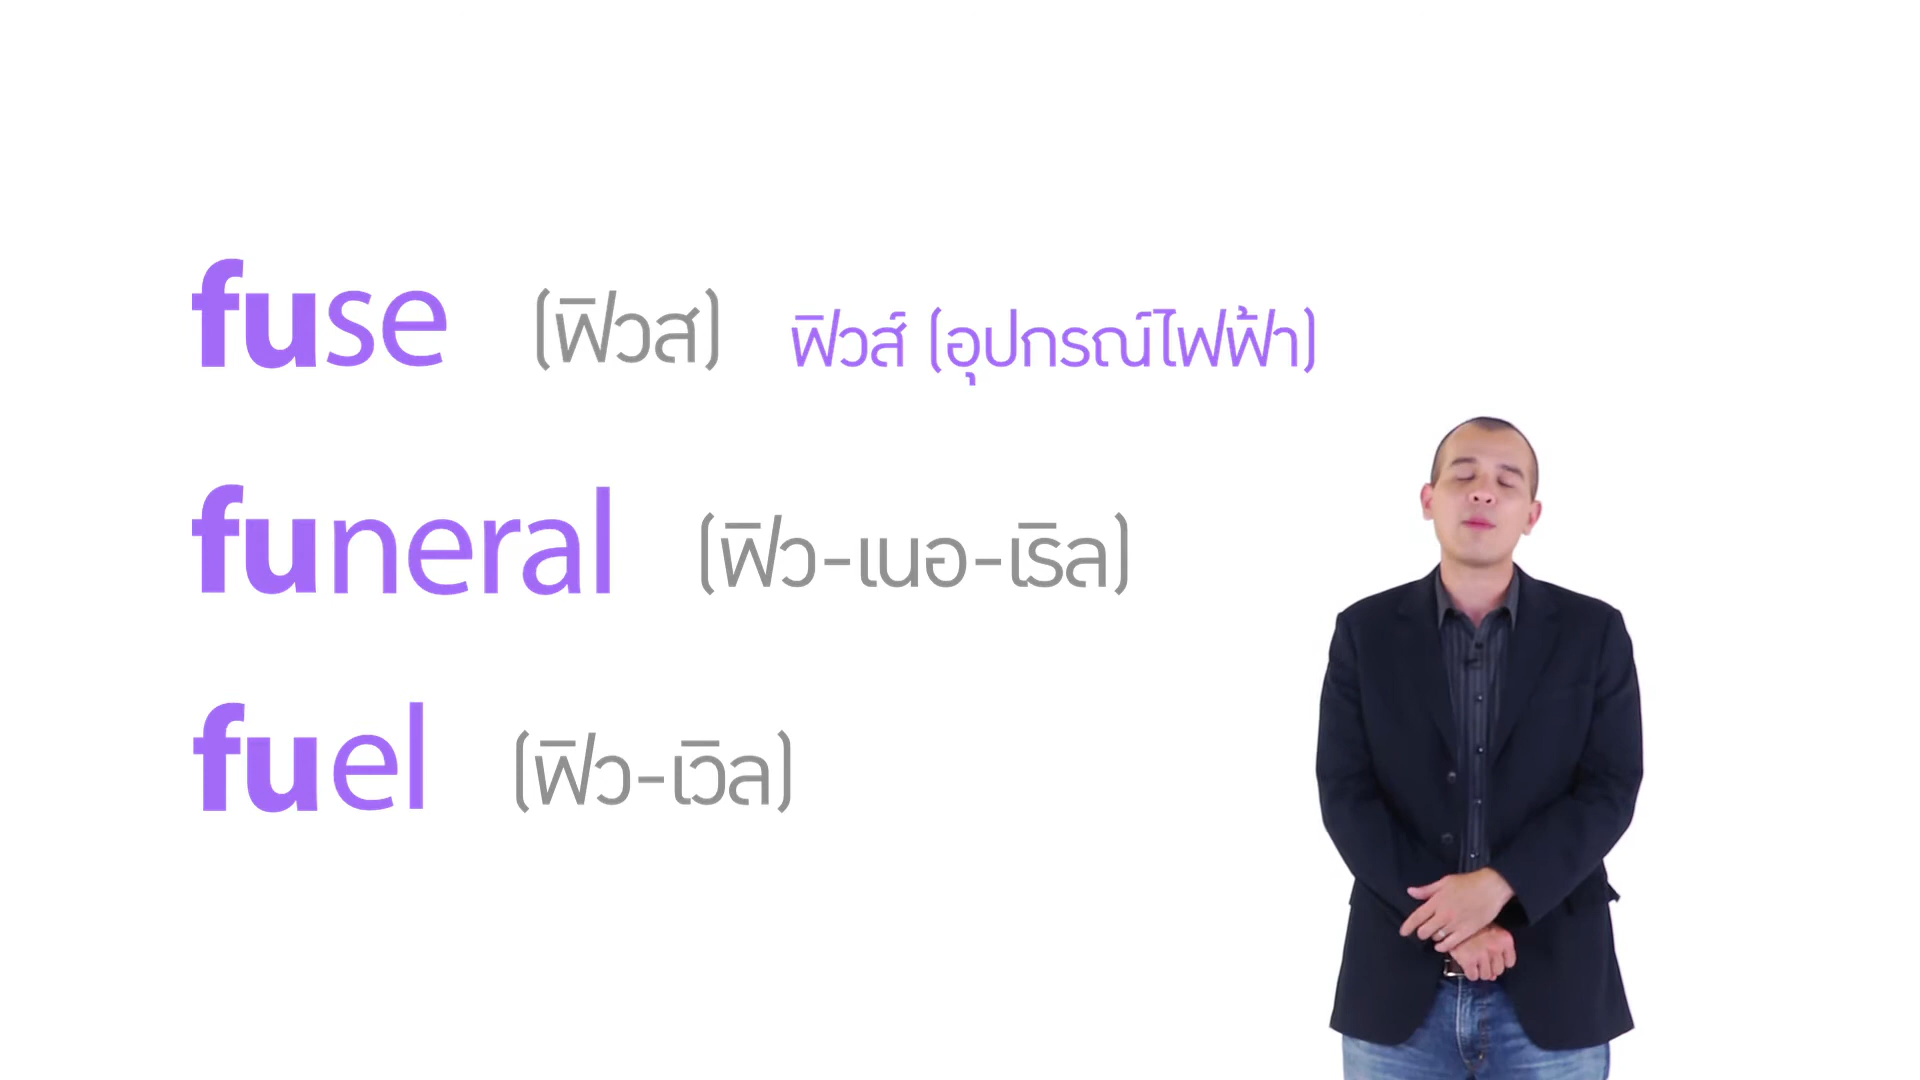 fuse (ฟิวส) ฟิวส์ (อุปกรณ์ไฟฟ้า)
funeral (ฟิว-เนอ-เริล)
fuel (ฟิว-เวิล)